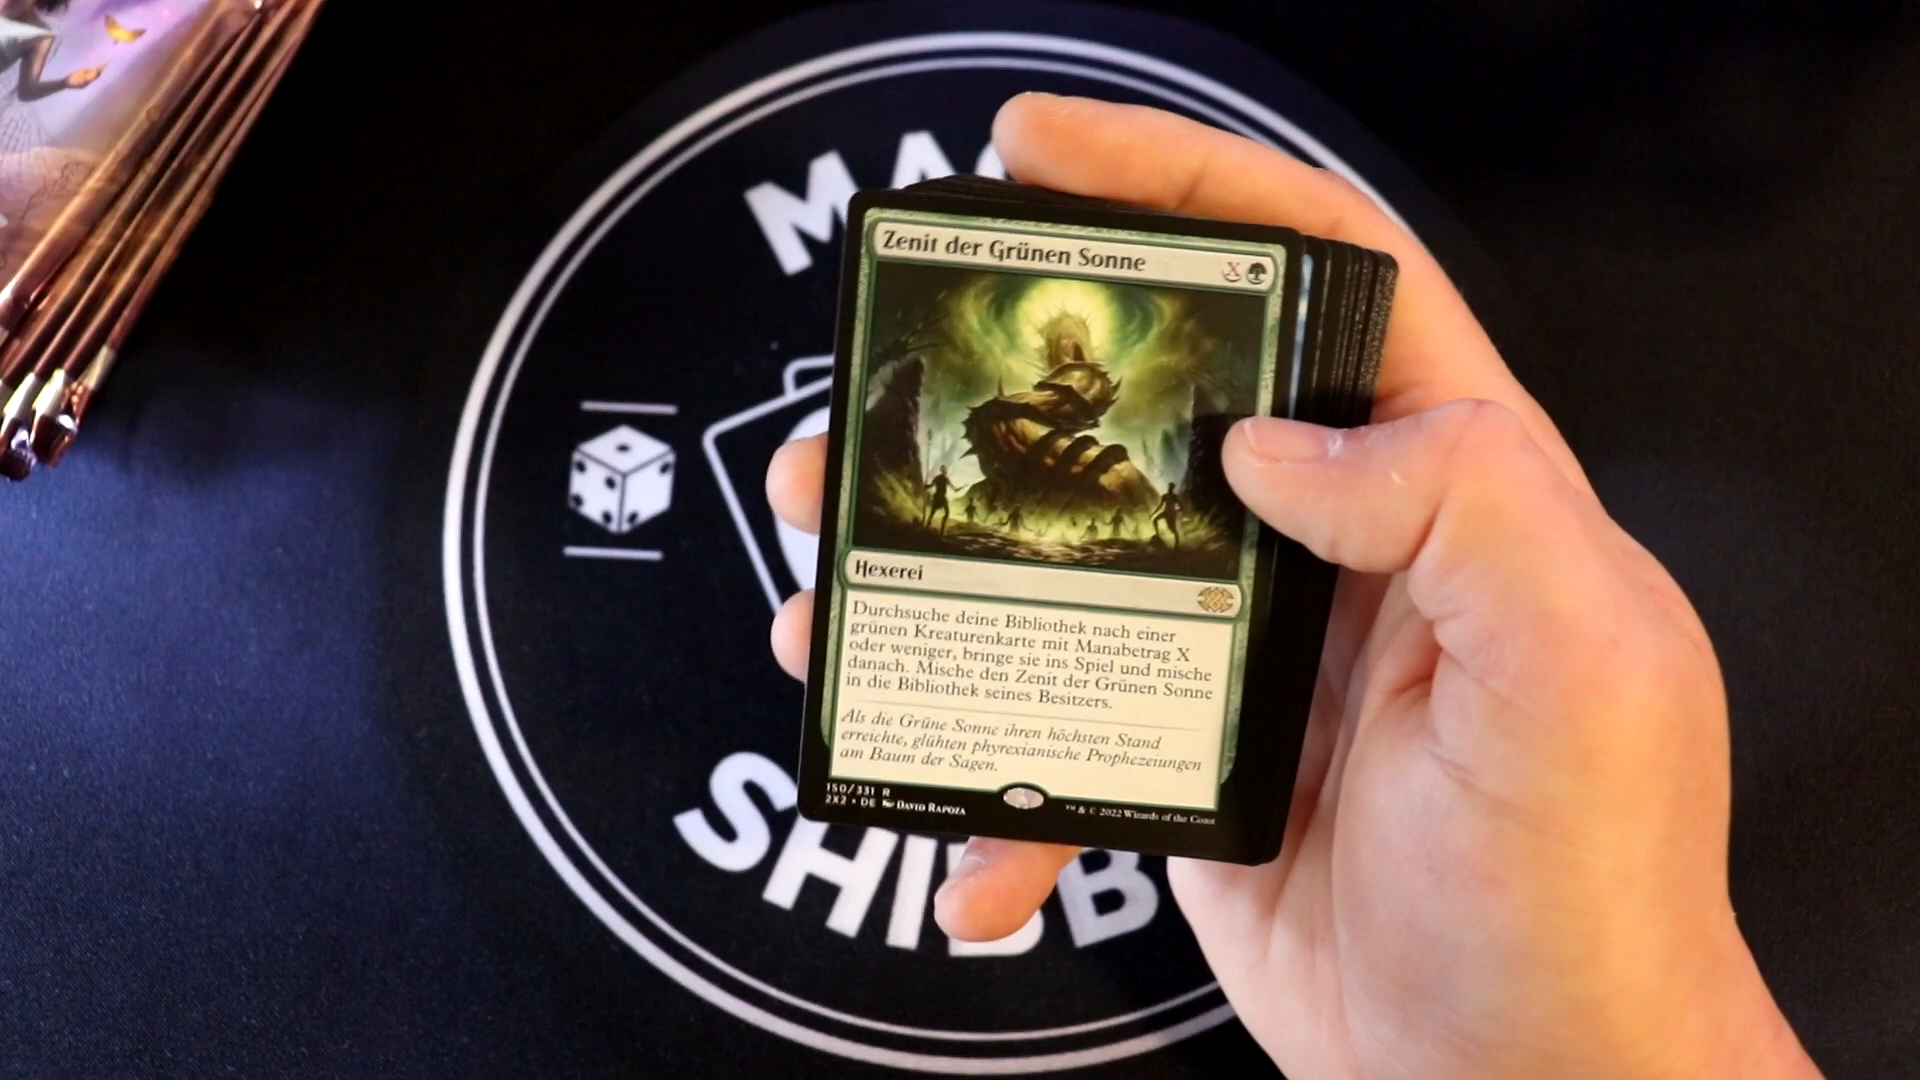 Zenit der Grünen Sonne
X
Hexerei
Durchsuche deine Bibliothek nach einer
grünen Kreaturenkarte mit Manabetrag X
oder weniger, bringe sie ins Spiel und mische
danach. Mische den Zenit der Grünen Sonne
in die Bibliothek seines Besitzers.
Als die Grüne Sonne ihren höchsten Stand
erreichte, glühten phyrexianische Prophezeiungen
am Baum der Sagen.
150/331 R
2X2 • DE DAVID RAPOZA
™ & © 2022 Wizards of the Coast